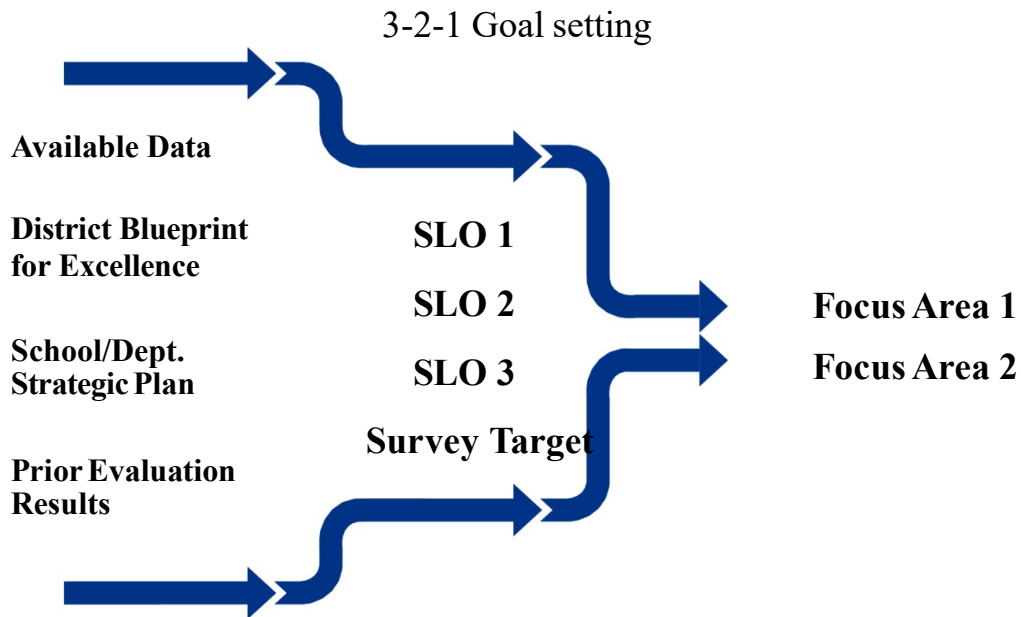 3-2-1 Goal setting
Available Data
District Blueprint
for Excellence
School/Dept.
Strategic Plan
Prior Evaluation
Results
SLO 1
SLO 2
SLO 3
Survey Target
Focus Area 1
Focus Area 2